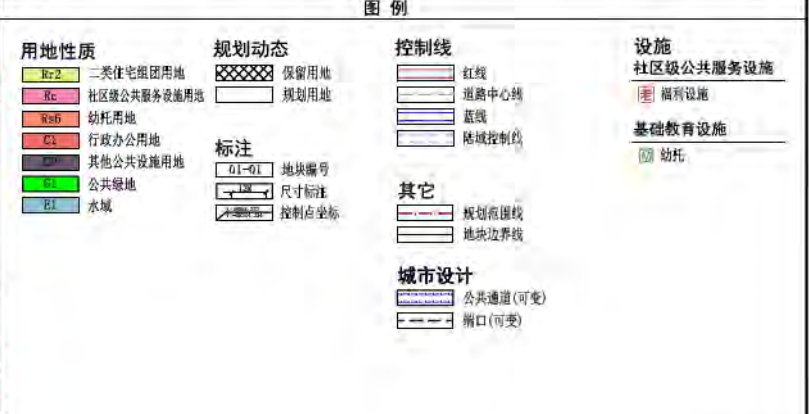 图 例
用地性质
Rr2 二类住宅组团用地
Rc 社区级公共服务设施用地
Rs6 幼托用地
C1 行政办公用地
其他公共设施用地
G1 公共绿地
E1 水域
规划动态
保留用地
规划用地
标注
01-01 地块编号
尺寸标注
控制点坐标
控制线
红线
道路中心线
蓝线
陆域控制线
其它
规划范围线
地块边界线
城市设计
公共通道(可变)
端口(可变)
设施
社区级公共服务设施
老 福利设施
基础教育设施
幼 幼托